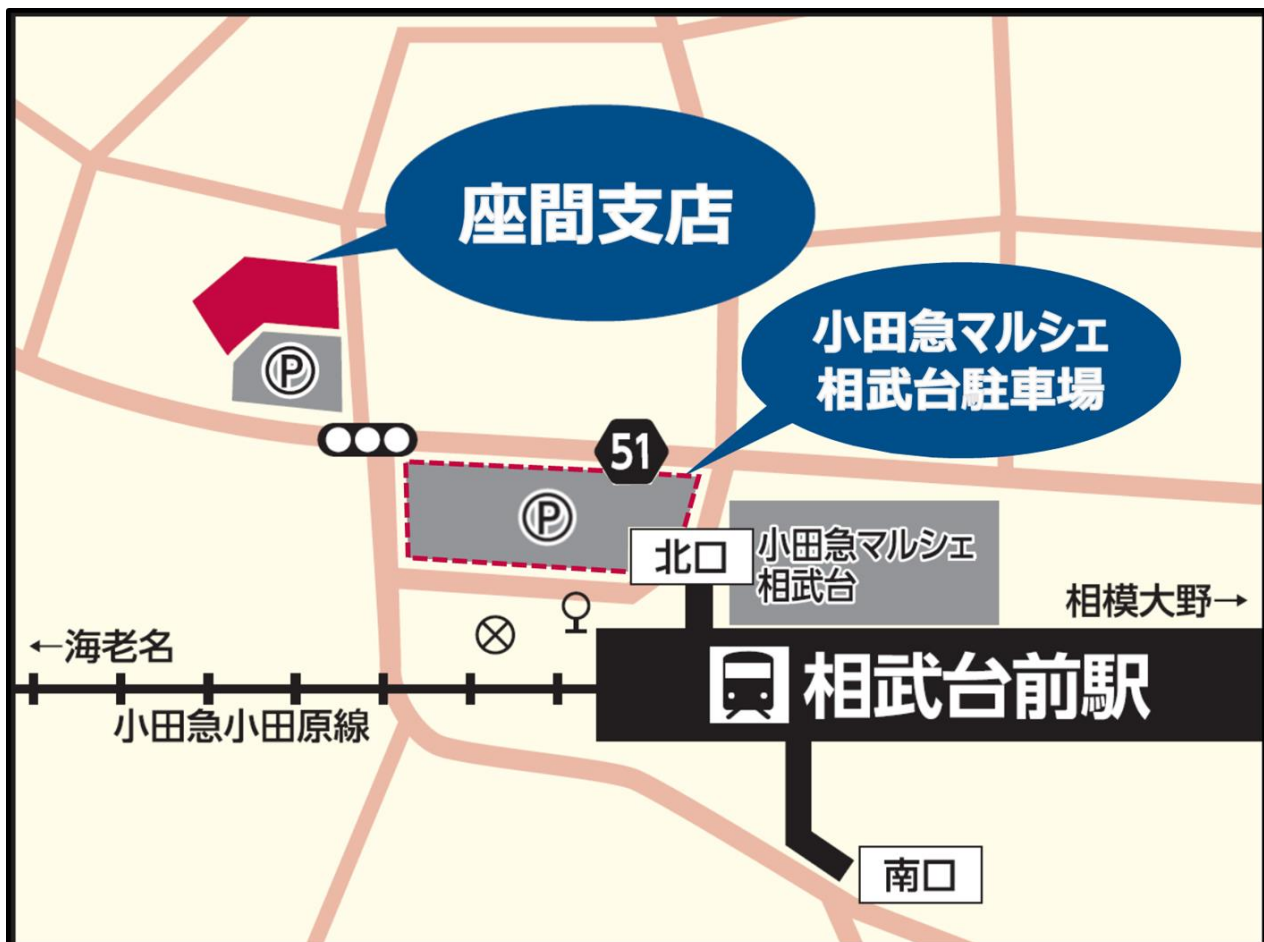 座間支店
小田急マルシェ
相武台駐車場
P
51
P
北口
小田急マルシェ
相武台
相模大野→
←海老名
相武台前駅
小田急小田原線
南口